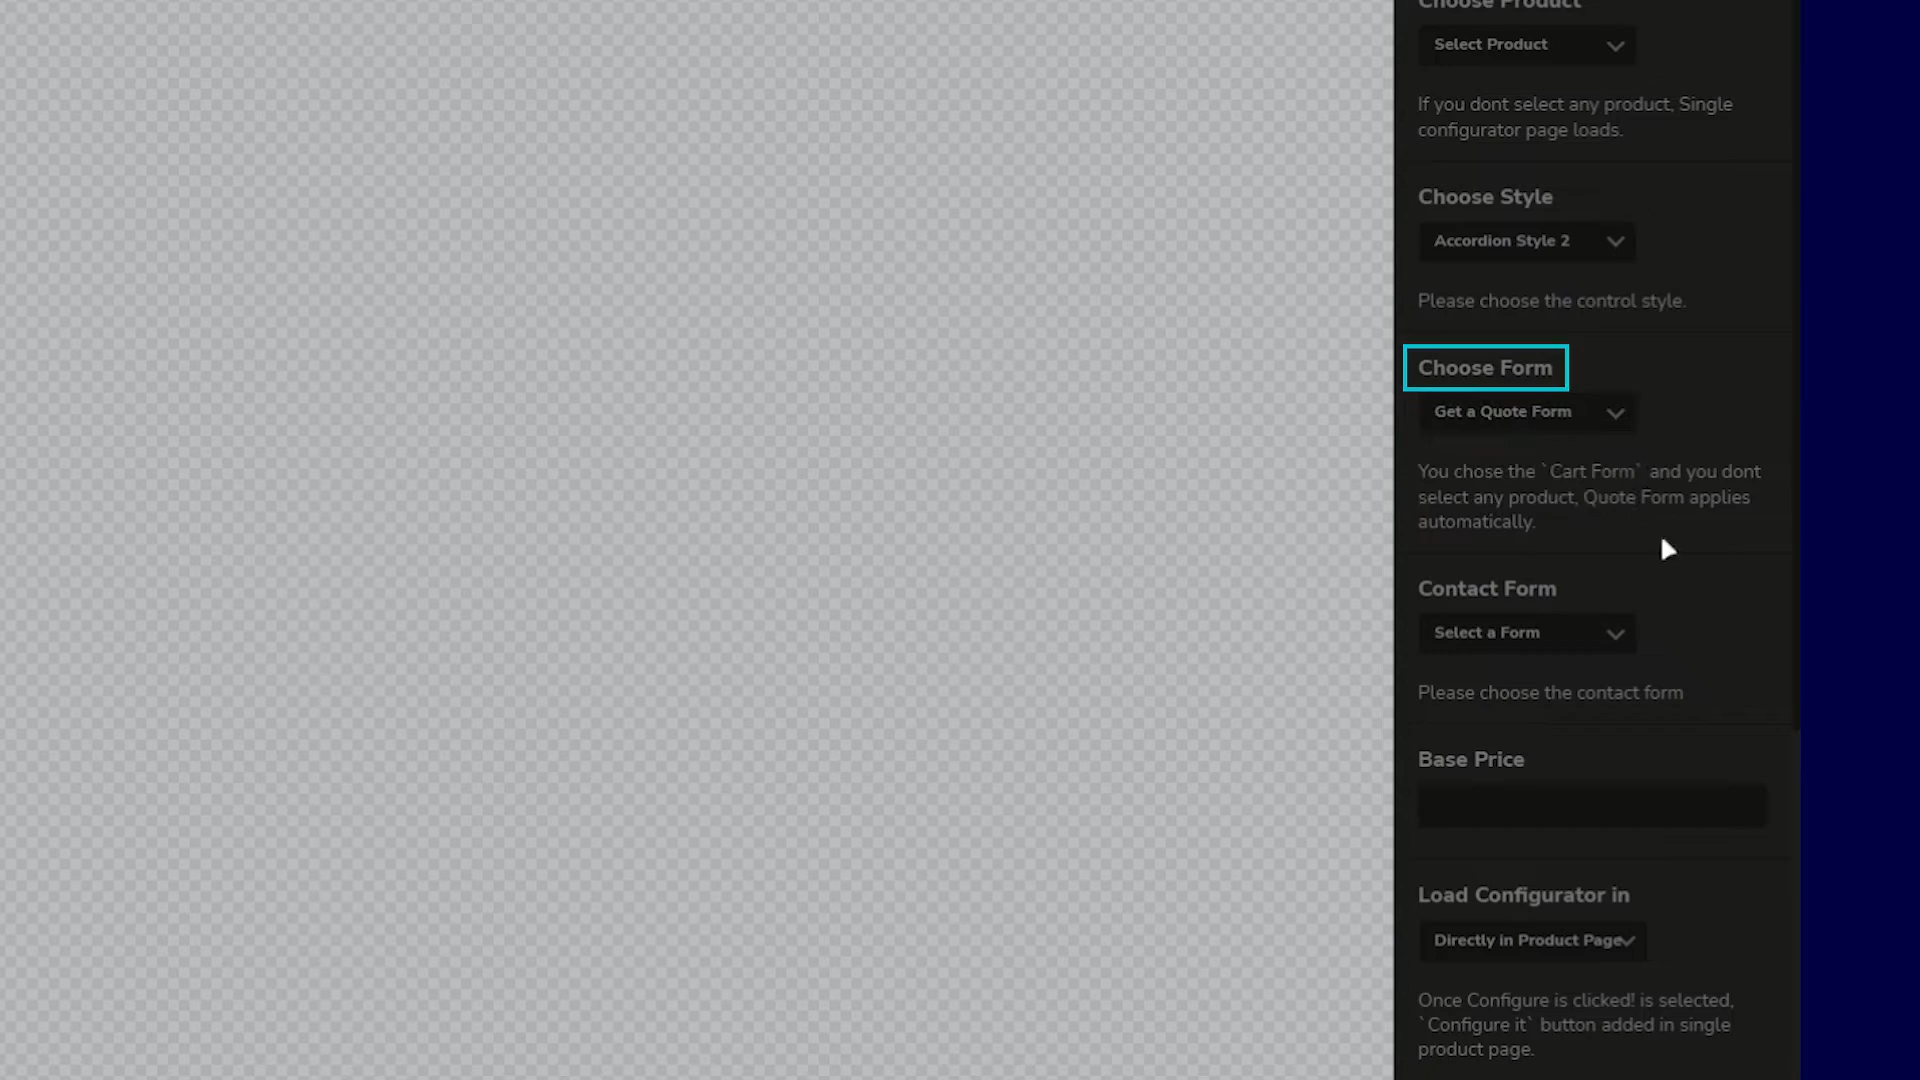 Choose Product
Select Product
If you dont select any product, Single
configurator page loads.
Choose Style
Accordion Style 2
Please choose the control style.
Choose Form
Get a Quote Form
You chose the `Cart Form` and you dont
select any product, Quote Form applies
automatically.
Contact Form
Select a Form
Please choose the contact form
Base Price
Load Configurator in
Directly in Product Page
Once Configure is clicked! is selected,
`Configure it` button added in single
product page.